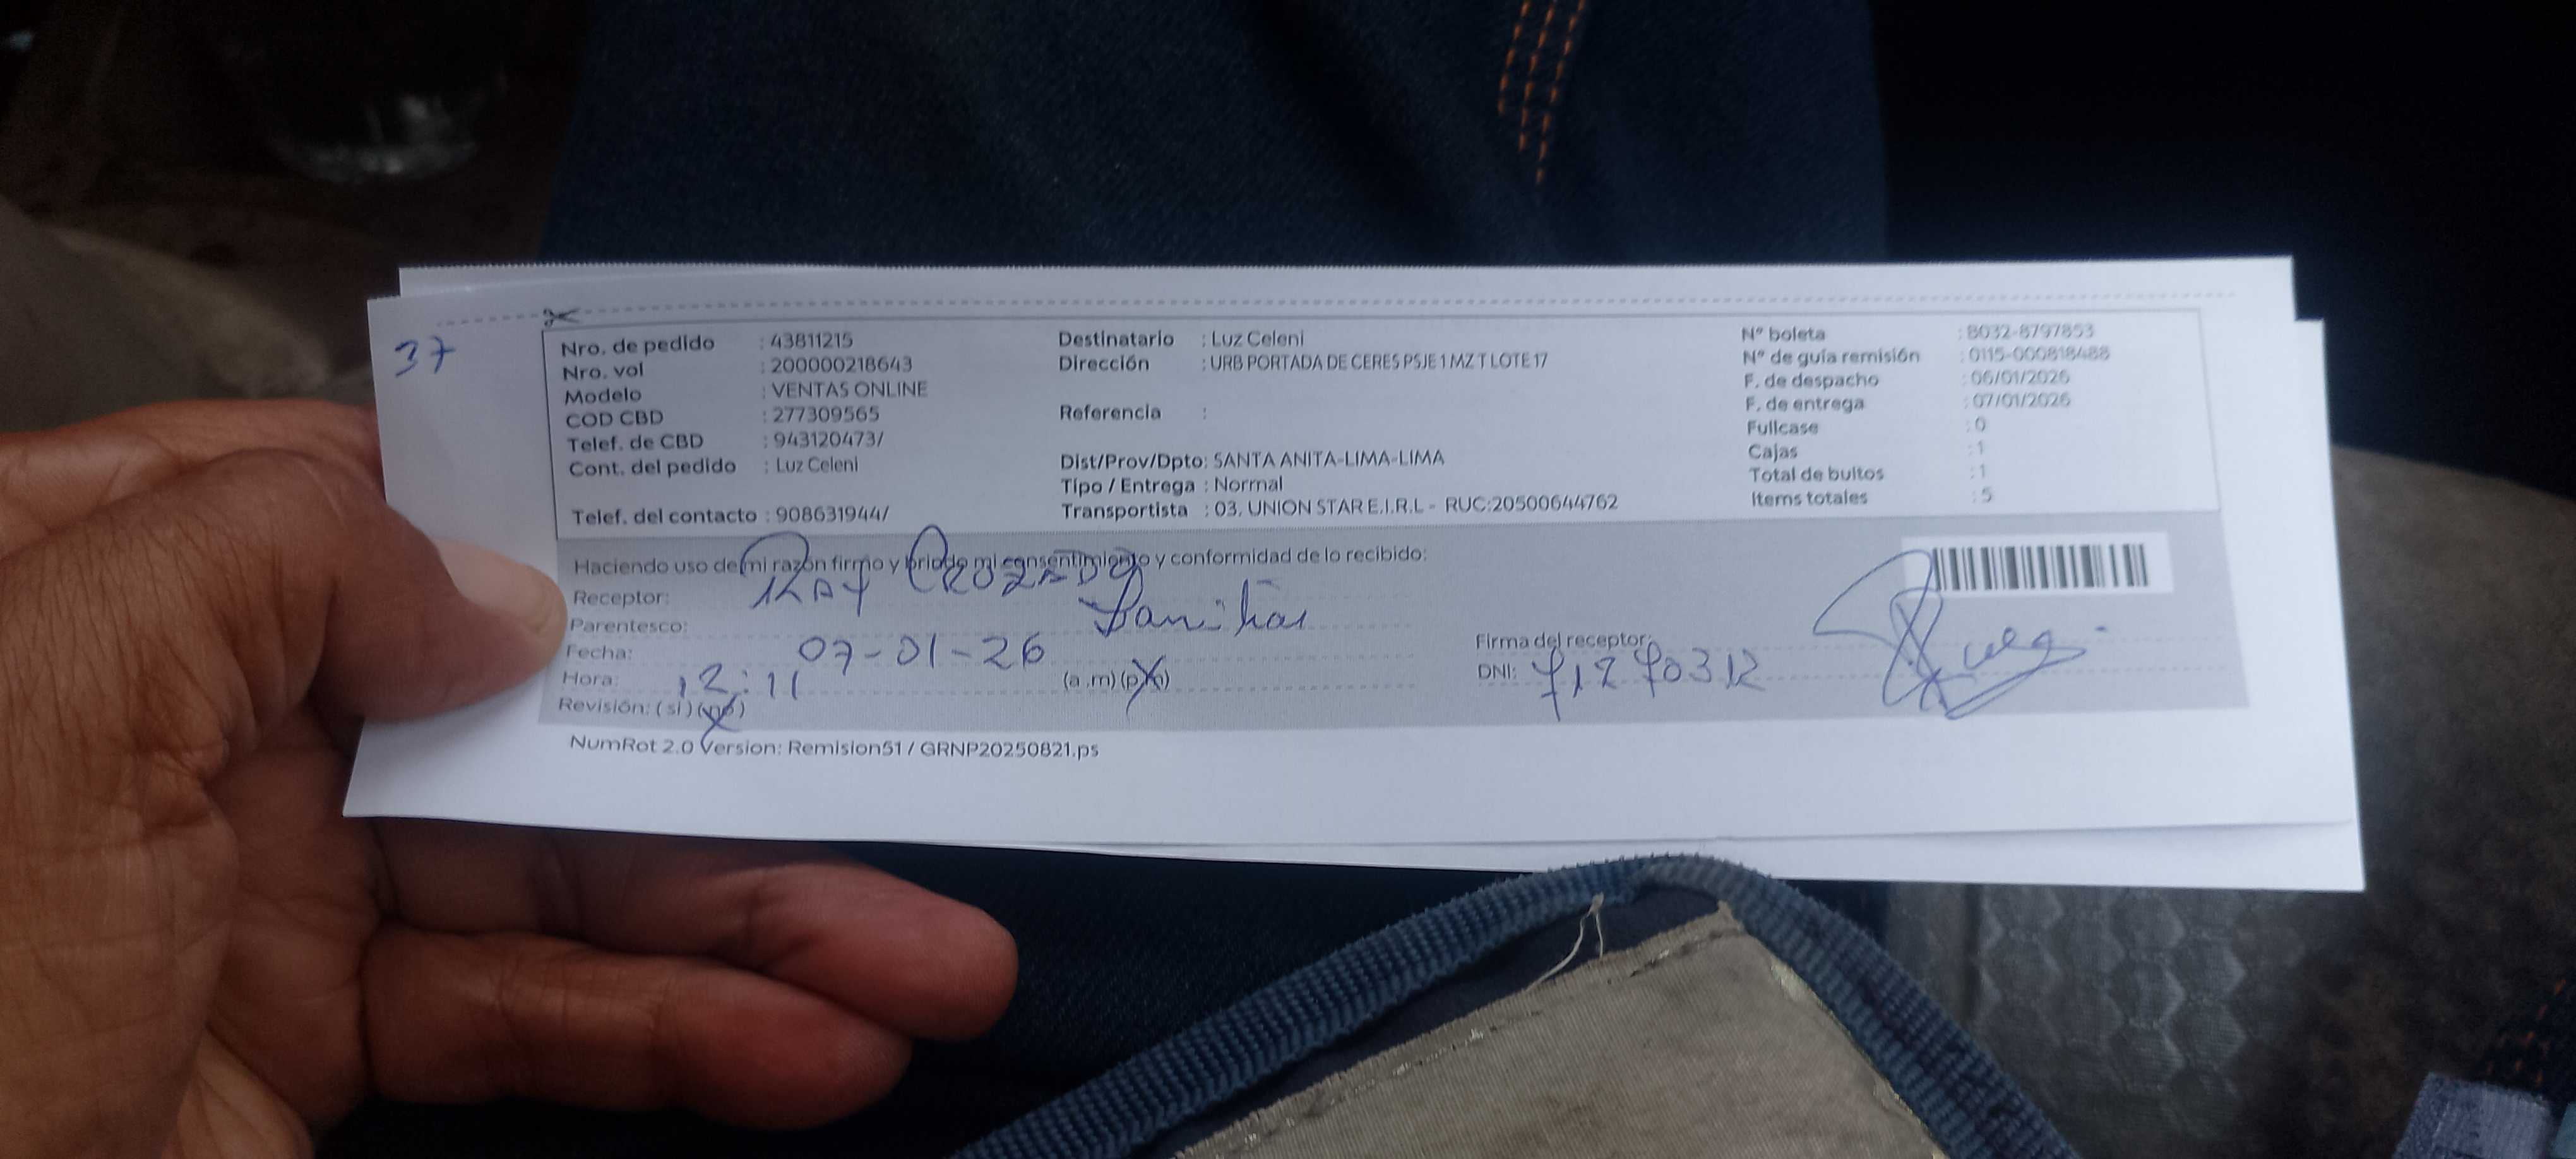 37
Nro. de pedido : 43811215
Nro. vol : 200000218643
Modelo : VENTAS ONLINE
COD CBD : 277309565
Telef. de CBD : 943120473/
Cont. del pedido : Luz Celeni
Telef. del contacto : 908631944/
Destinatario : Luz Celeni
Dirección : URB PORTADA DE CERES PSJE 1 MZ T LOTE 17
Referencia :
Dist/Prov/Dpto: SANTA ANITA-LIMA-LIMA
Tipo / Entrega : Normal
Transportista : 03. UNION STAR E.I.R.L - RUC:20500644762
Nº boleta : B032-8797853
Nº de guía remisión : 0115-000818488
F. de despacho : 06/01/2026
F. de entrega : 07/01/2026
Fullcase : 0
Cajas : 1
Total de bultos : 1
Items totales : 5
Haciendo uso de mi razón firmo y brindo mi consentimiento y conformidad de lo recibido:
Receptor: RAY CROZADO
Parentesco: Familiar
Fecha: 07-01-26
Hora: 12:11 (a.m) (p.m)
Revisión: (si) (no)
Firma del receptor:
DNI: 71270312
NumRot 2.0 Version: Remision51 / GRNP20250821.ps